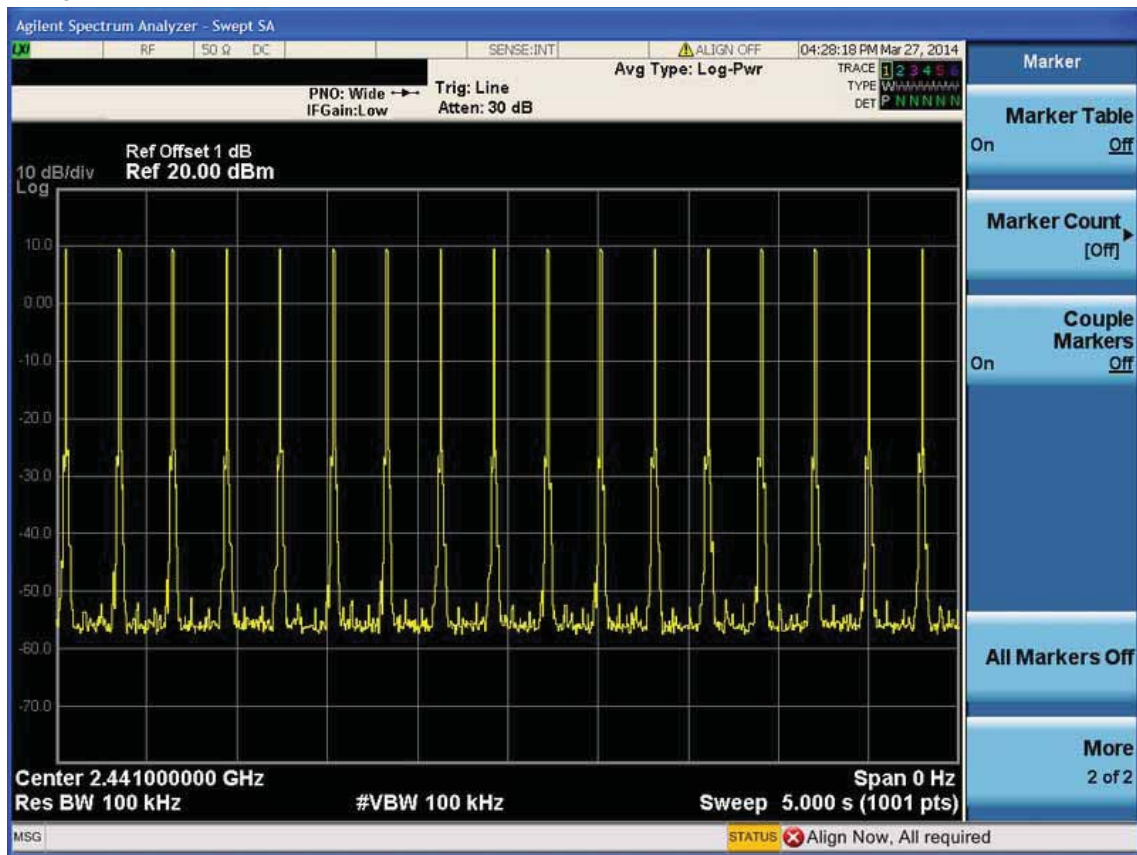 Agilent Spectrum Analyzer - Swept SA
LXI RF 50 Ω DC SENSE:INT ALIGN OFF 04:28:18 PM Mar 27, 2014
PNO: Wide
IFGain:Low
Trig: Line
Atten: 30 dB
Avg Type: Log-Pwr
TRACE 1 2 3 4 5 6
TYPE W
DET P N N N N N
Ref Offset 1 dB
10 dB/div Ref 20.00 dBm
Log
10.0
0.00
-10.0
-20.0
-30.0
-40.0
-50.0
-60.0
-70.0
Center 2.441000000 GHz Span 0 Hz
Res BW 100 kHz #VBW 100 kHz Sweep 5.000 s (1001 pts)
MSG STATUS Align Now, All required
Marker
Marker Table
On Off
Marker Count
[Off]
Couple
Markers
On Off
All Markers Off
More
2 of 2